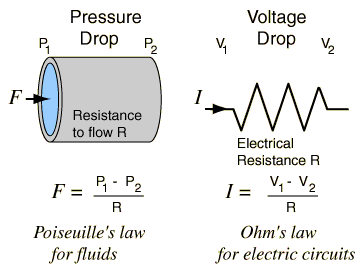 Pressure
Drop
P1 P2
F
Resistance
to flow R
F = P1 - P2
R
Poiseuille's law
for fluids
Voltage
Drop
V1 V2
I
Electrical
Resistance R
I = V1 - V2
R
Ohm's law
for electric circuits